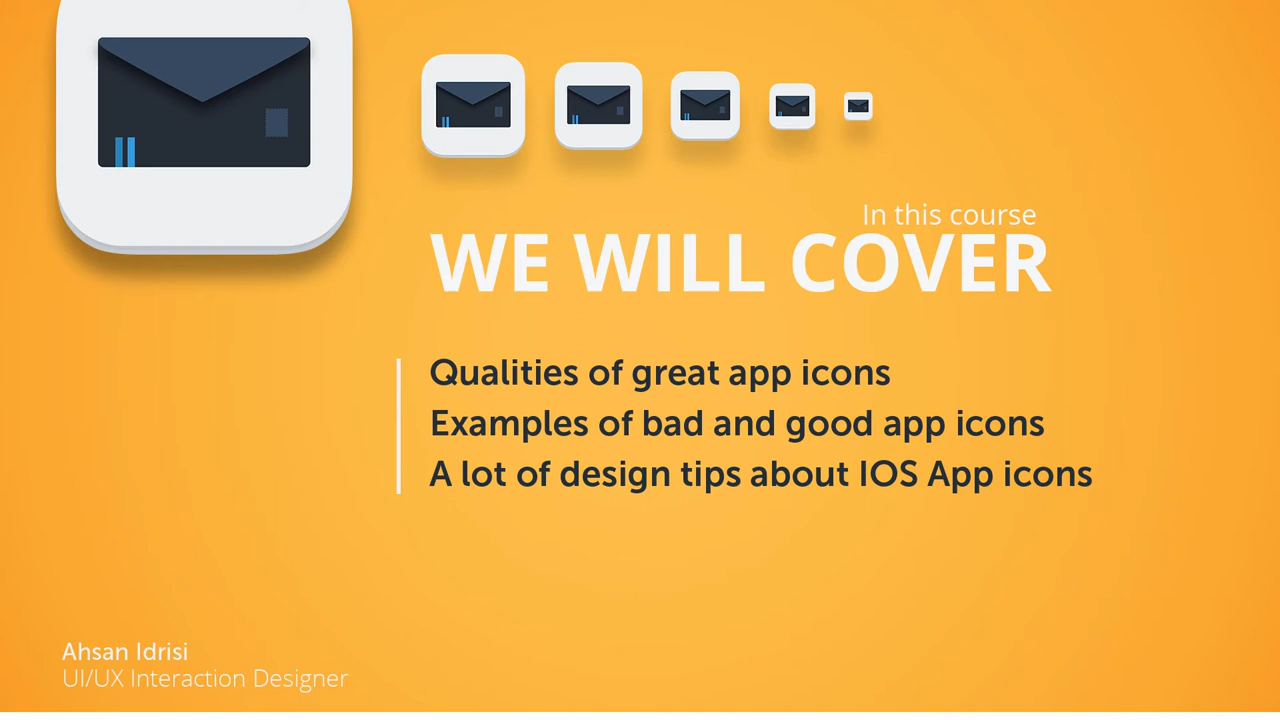 In this course
WE WILL COVER
Qualities of great app icons
Examples of bad and good app icons
A lot of design tips about IOS App icons
Ahsan Idrisi
UI/UX Interaction Designer